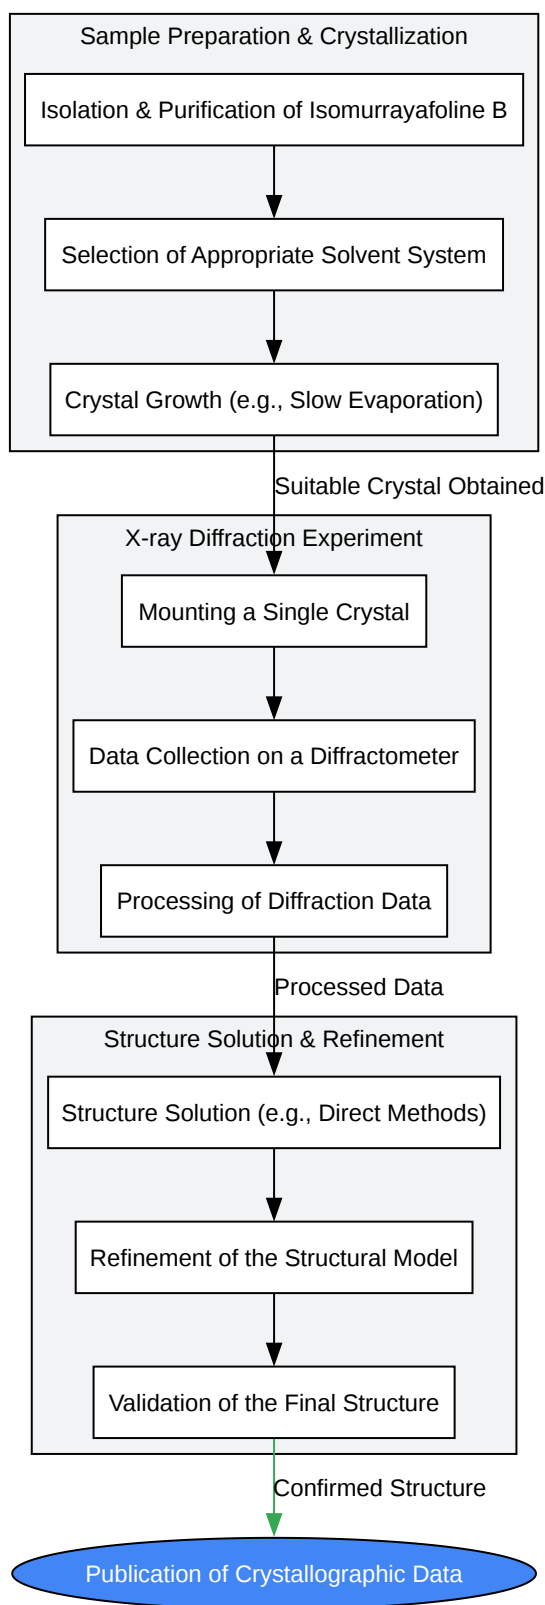 Sample Preparation & Crystallization
Isolation & Purification of Isomurrayafoline B
Selection of Appropriate Solvent System
Crystal Growth (e.g., Slow Evaporation)
Suitable Crystal Obtained
X-ray Diffraction Experiment
Mounting a Single Crystal
Data Collection on a Diffractometer
Processing of Diffraction Data
Processed Data
Structure Solution & Refinement
Structure Solution (e.g., Direct Methods)
Refinement of the Structural Model
Validation of the Final Structure
Confirmed Structure
Publication of Crystallographic Data